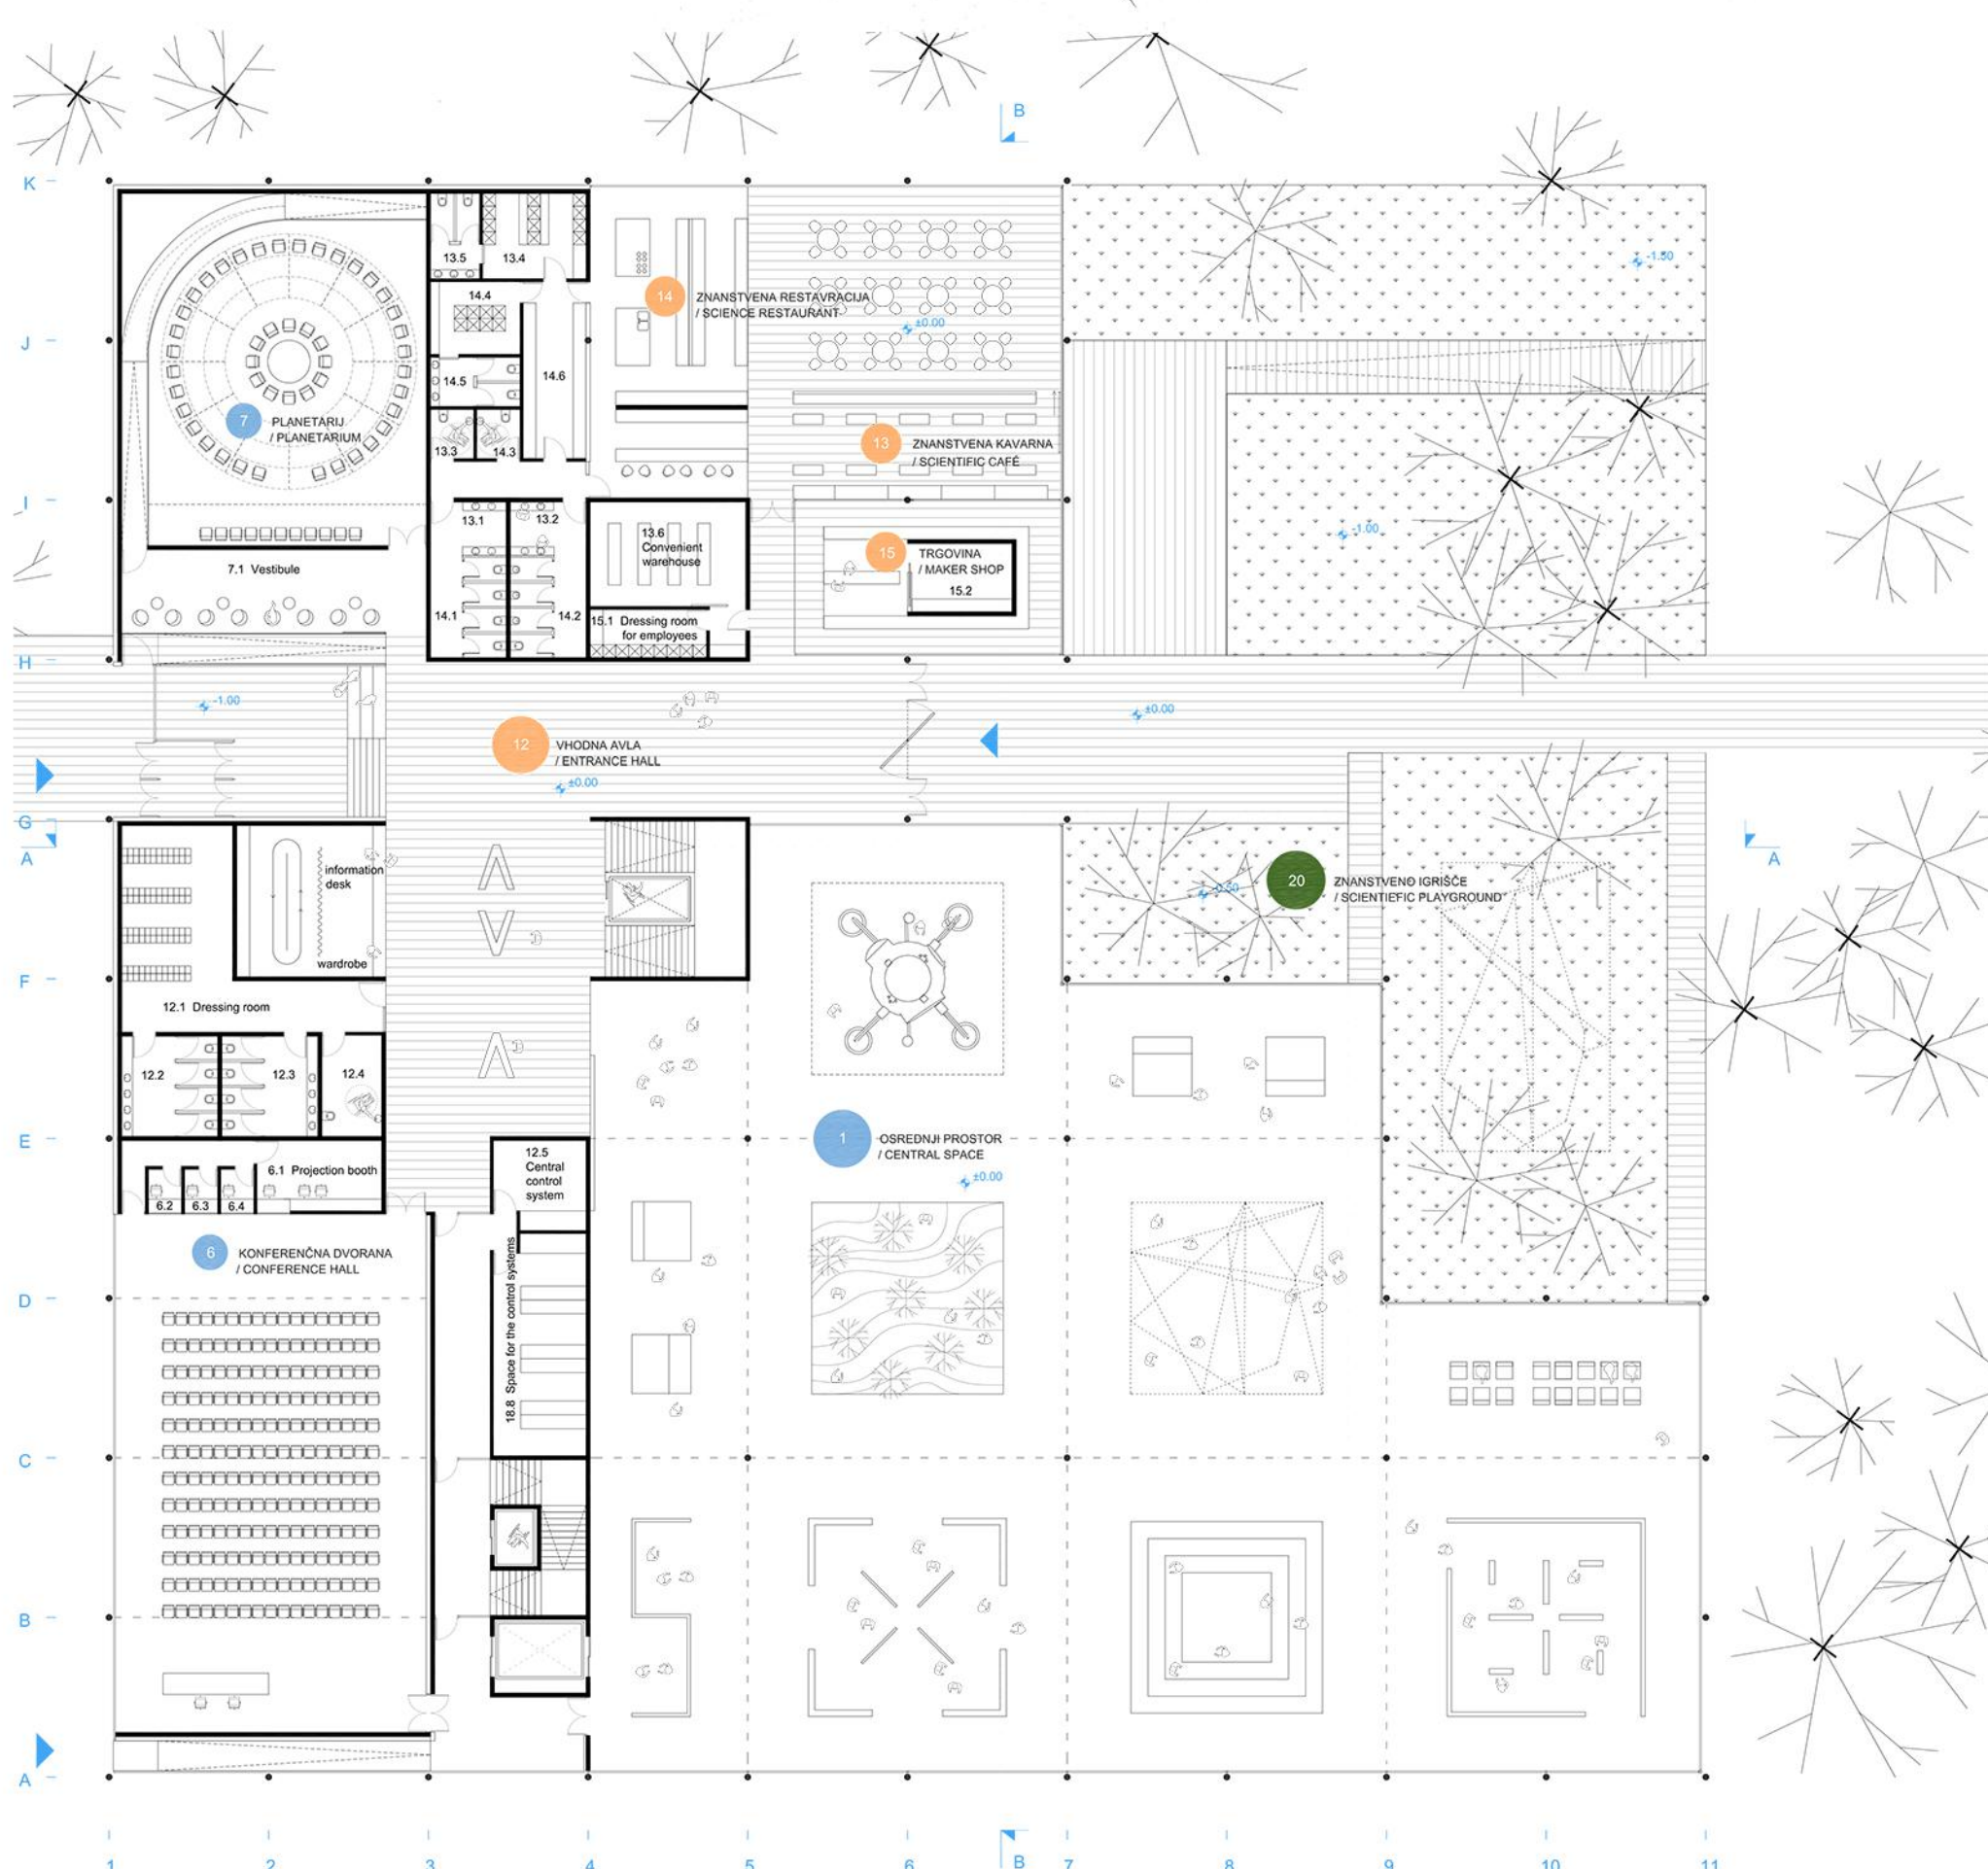 B
K
13.5
13.4
-1.50
14
ZNANSTVENA RESTAVRACIJA
/ SCIENCE RESTAURANT
14.4
±0.00
J
14.5
14.6
7
PLANETARIJ
/ PLANETARIUM
13
ZNANSTVENA KAVARNA
/ SCIENTIFIC CAFÉ
13.3
14.3
I
13.1
13.2
13.6
Convenient
warehouse
-1.00
15
TRGOVINA
/ MAKER SHOP
15.2
7.1 Vestibule
14.1
14.2
15.1 Dressing room
for employees
H
-1.00
±0.00
12
VHODNA AVLA
/ ENTRANCE HALL
±0.00
G
A
A
information
desk
20
ZNANSTVENO IGRIŠČE
/ SCIENTIEFIC PLAYGROUND
-0.50
wardrobe
F
12.1 Dressing room
12.2
12.3
12.4
E
1
OSREDNJI PROSTOR
/ CENTRAL SPACE
±0.00
12.5
Central
control
system
6.1 Projection booth
6.2
6.3
6.4
6
KONFERENČNA DVORANA
/ CONFERENCE HALL
18.8 Space for the control systems
D
C
B
A
B
1
2
3
4
5
6
7
8
9
10
11